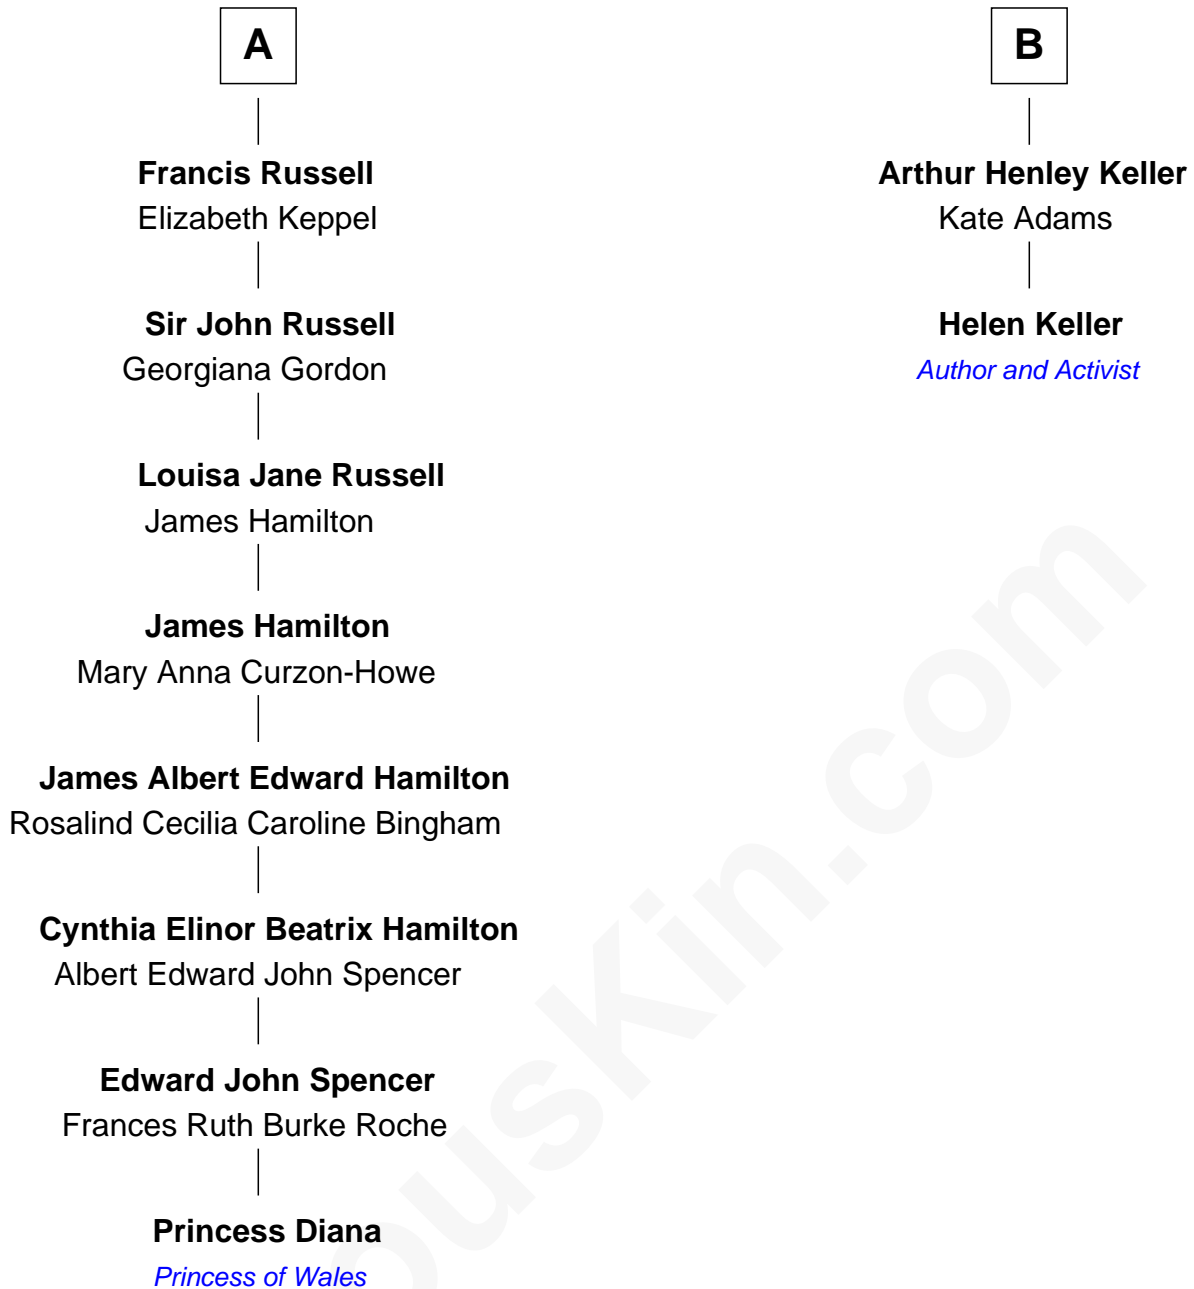 A
Francis Russell
Elizabeth Keppel
Sir John Russell
Georgiana Gordon
Louisa Jane Russell
James Hamilton
James Hamilton
Mary Anna Curzon-Howe
James Albert Edward Hamilton
Rosalind Cecilia Caroline Bingham
Cynthia Elinor Beatrix Hamilton
Albert Edward John Spencer
Edward John Spencer
Frances Ruth Burke Roche
Princess Diana
Princess of Wales
B
Arthur Henley Keller
Kate Adams
Helen Keller
Author and Activist
ousKin.com